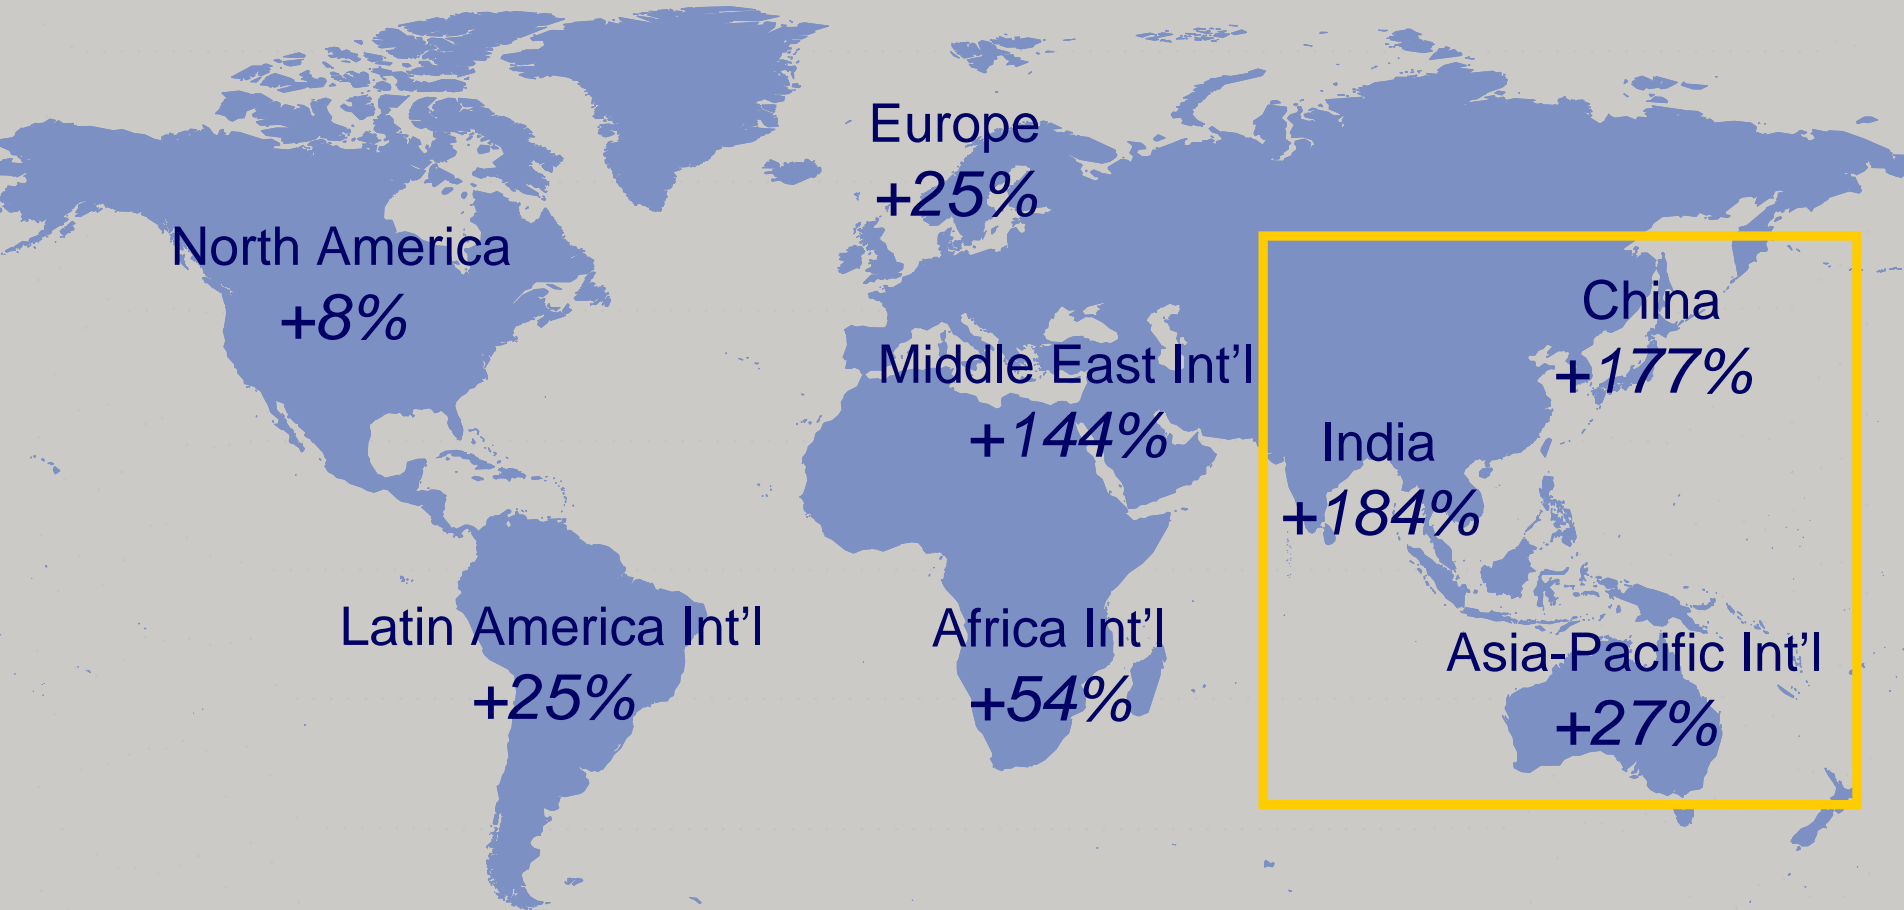 Europe
+25%
North America
+8%
China
+177%
Middle East Int’l
+144%
India
+184%
Latin America Int’l
+25%
Africa Int’l
+54%
Asia-Pacific Int’l
+27%